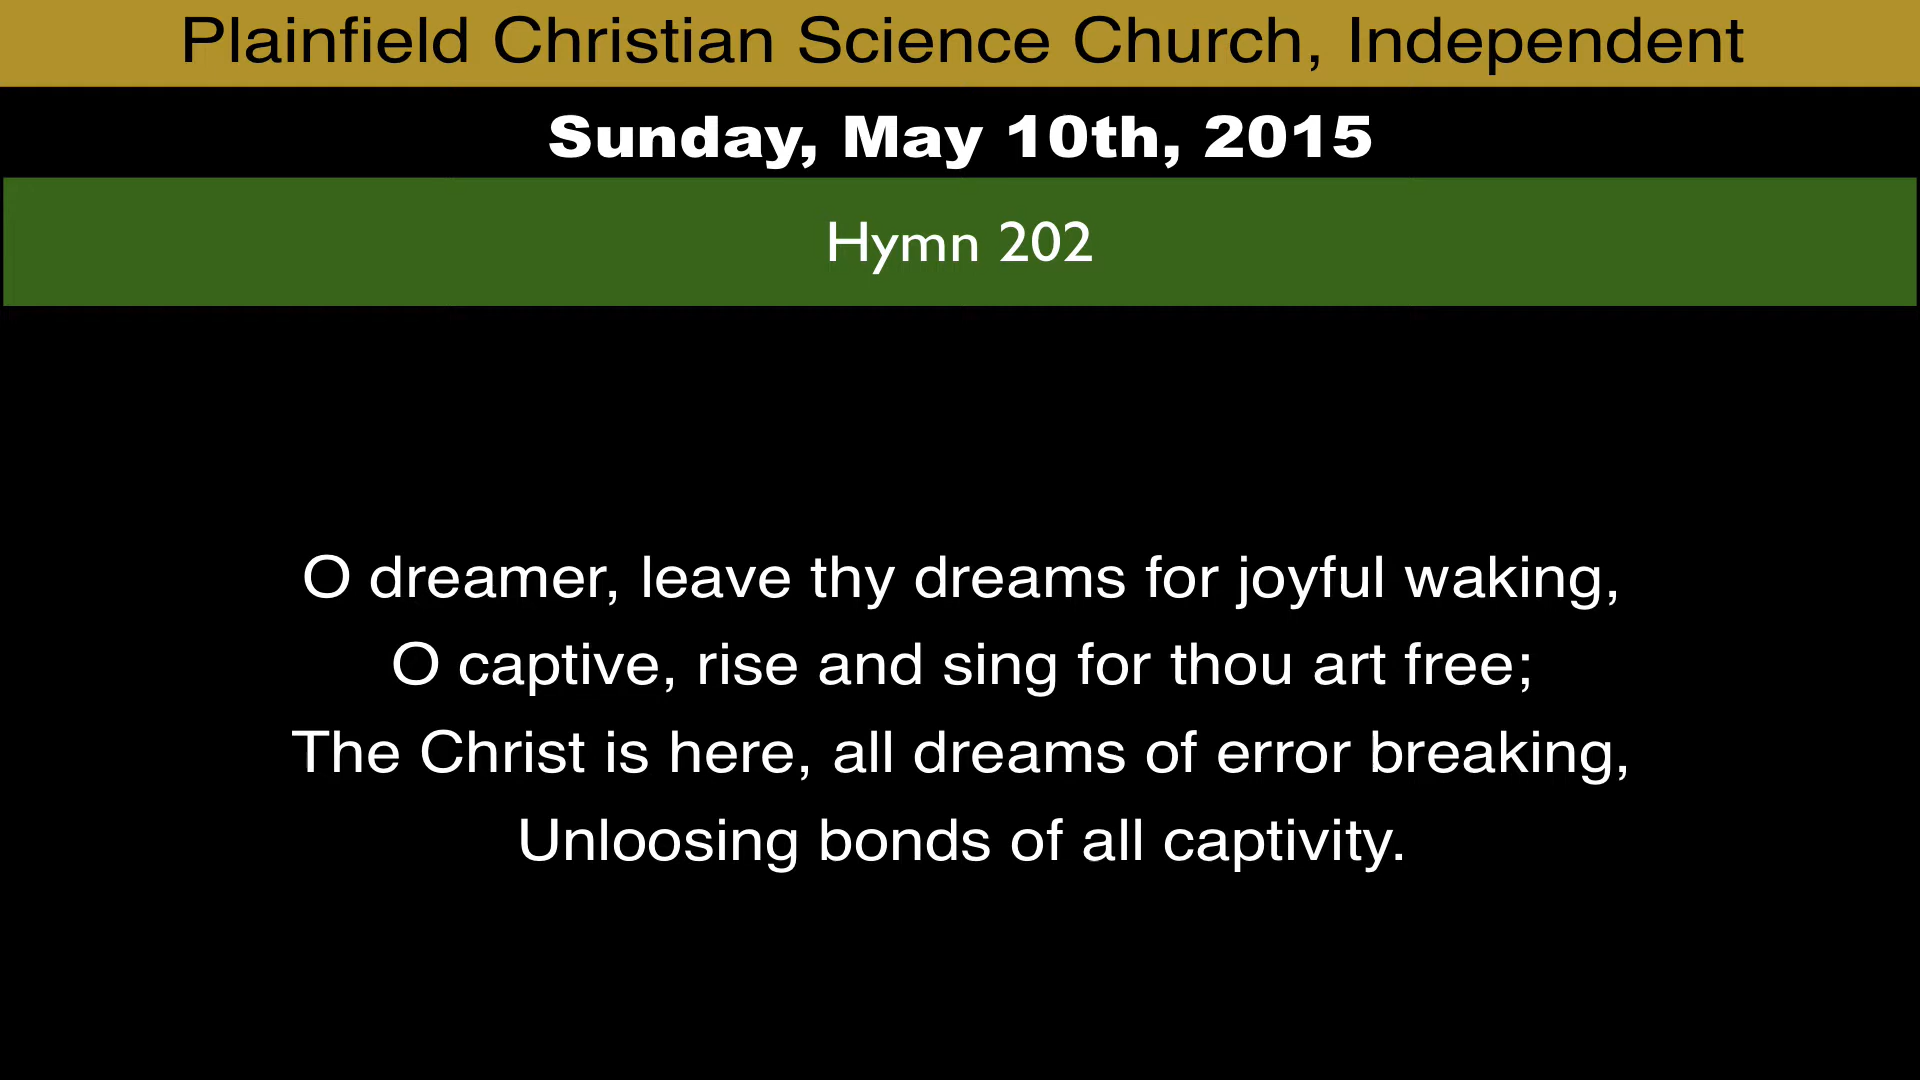 Plainfield Christian Science Church, Independent
Sunday, May 10th, 2015
Hymn 202
O dreamer, leave thy dreams for joyful waking,
O captive, rise and sing for thou art free;
The Christ is here, all dreams of error breaking,
Unloosing bonds of all captivity.